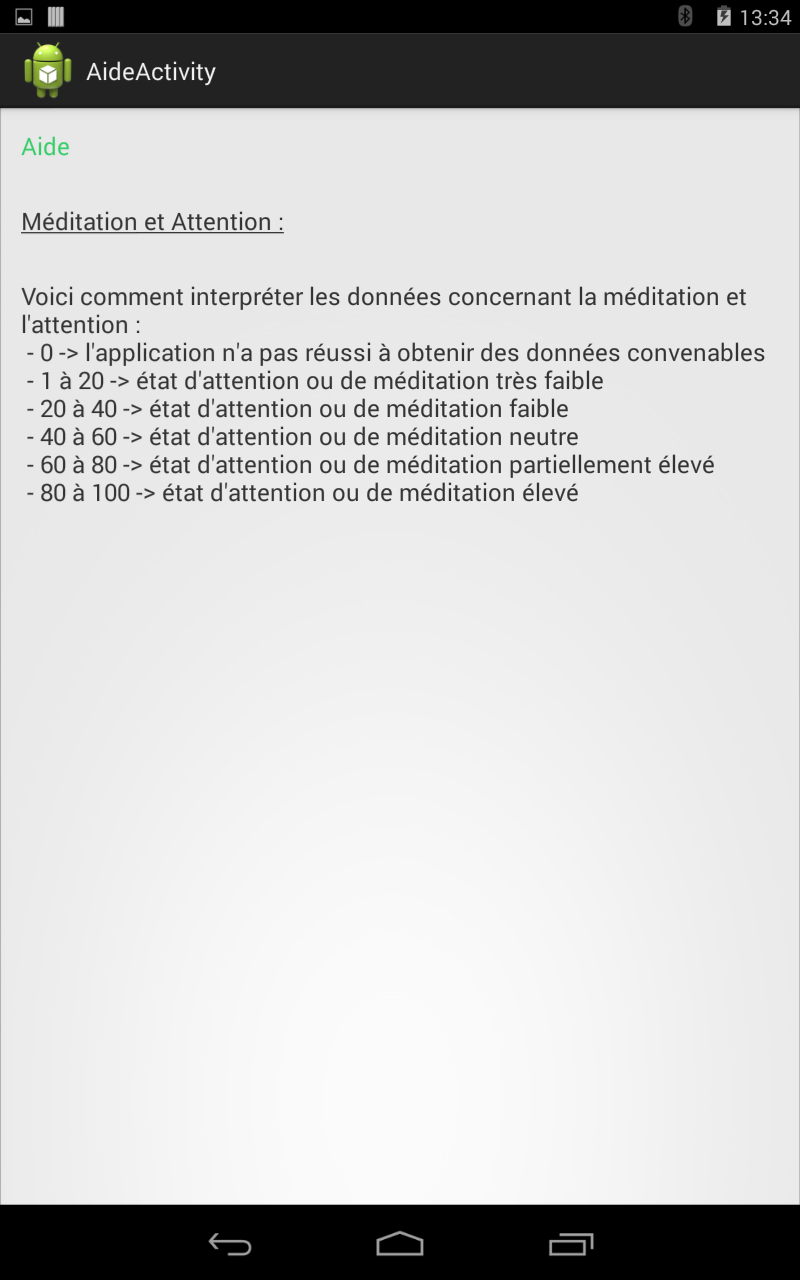 13:34
AideActivity
Aide
Méditation et Attention :
Voici comment interpréter les données concernant la méditation et
l'attention :
- 0 -> l'application n'a pas réussi à obtenir des données convenables
- 1 à 20 -> état d'attention ou de méditation très faible
- 20 à 40 -> état d'attention ou de méditation faible
- 40 à 60 -> état d'attention ou de méditation neutre
- 60 à 80 -> état d'attention ou de méditation partiellement élevé
- 80 à 100 -> état d'attention ou de méditation élevé